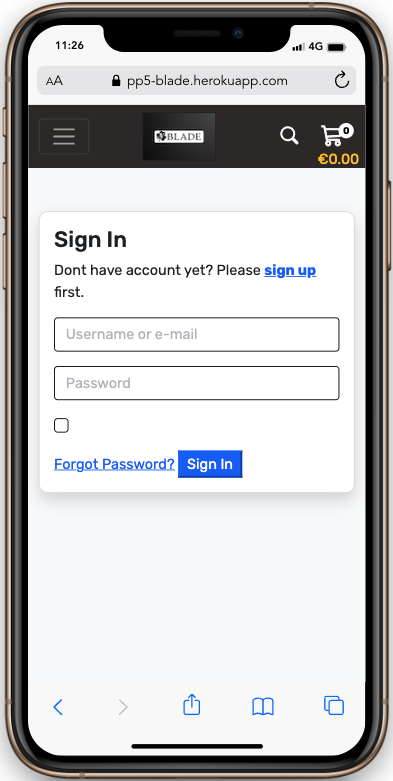 11:26
4G
AA
pp5-blade.herokuapp.com
BLADE
0
€0.00
Sign In
Dont have account yet? Please sign up
first.
Username or e-mail
Password
Forgot Password? Sign In